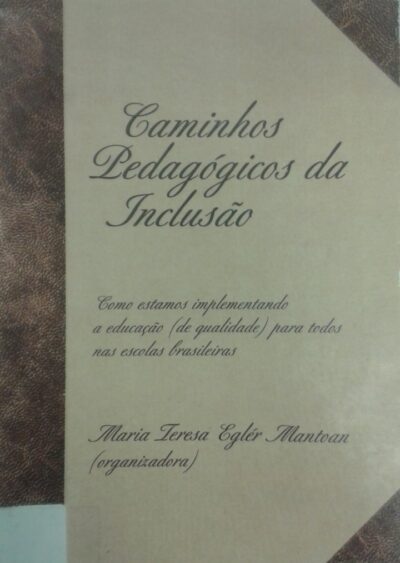 Caminhos
Pedagógicos da
Inclusão
Como estamos implementando
a educação (de qualidade) para todos
nas escolas brasileiras
Maria Teresa Eglér Mantoan
(organizadora)